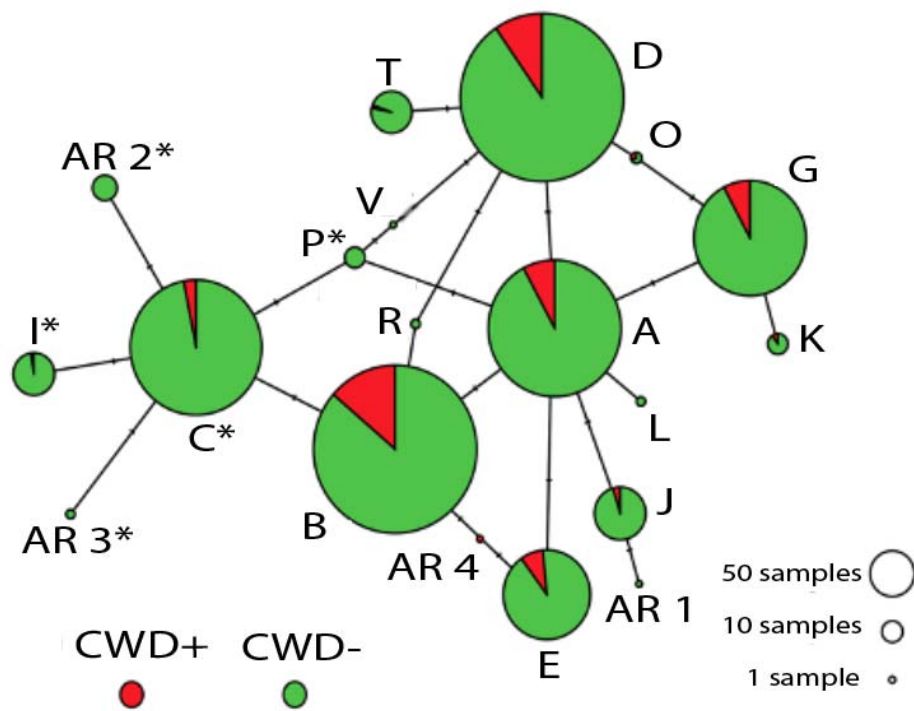 D
T
O
AR 2*
G
V
P*
I*
R
A
K
C*
L
B
J
AR 3*
AR 4
50 samples
AR 1
10 samples
CWD+ CWD-
E
1 sample